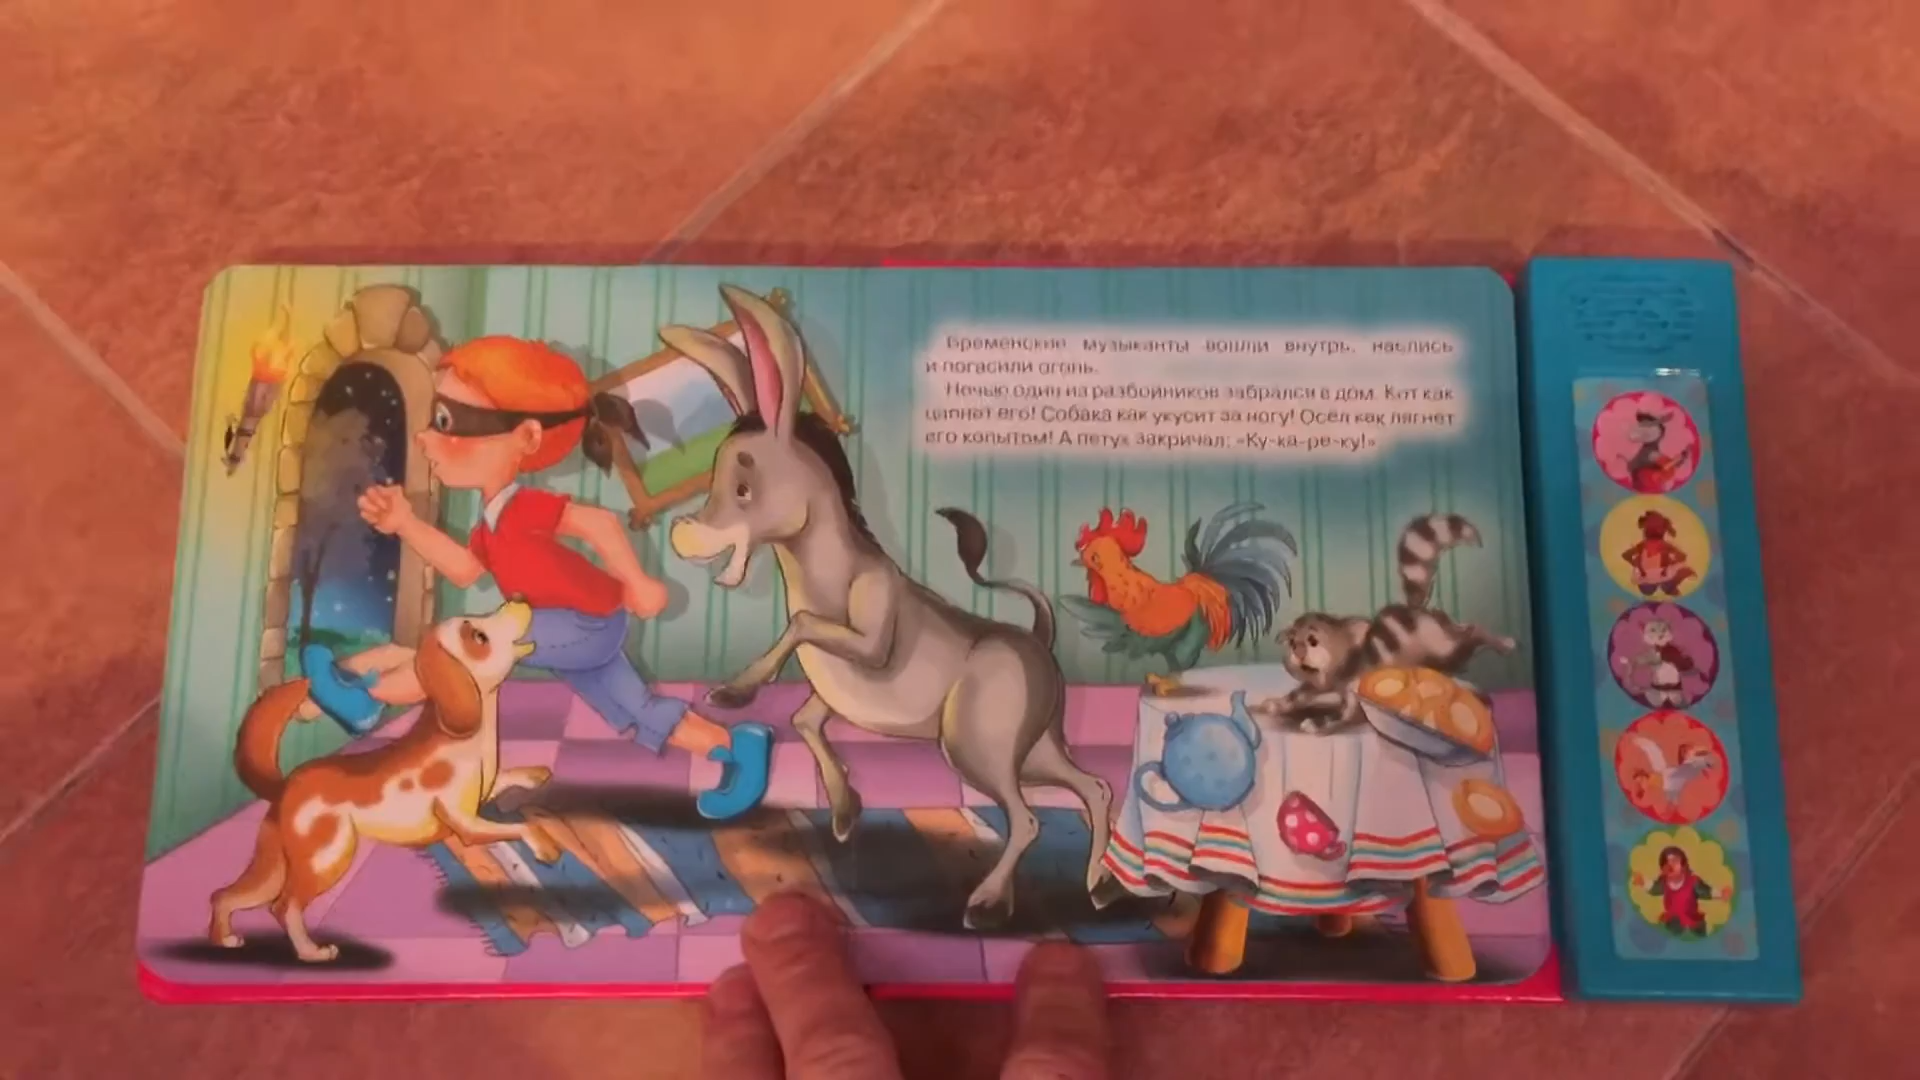 Бременские музыканты вошли внутрь, наелись
и погасили огонь.
Ночью один из разбойников забрался в дом. Кот как
цапнет его! Собака как укусит за ногу! Осёл как лягнет
его копытом! А петух закричал: «Ку-ка-ре-ку!»